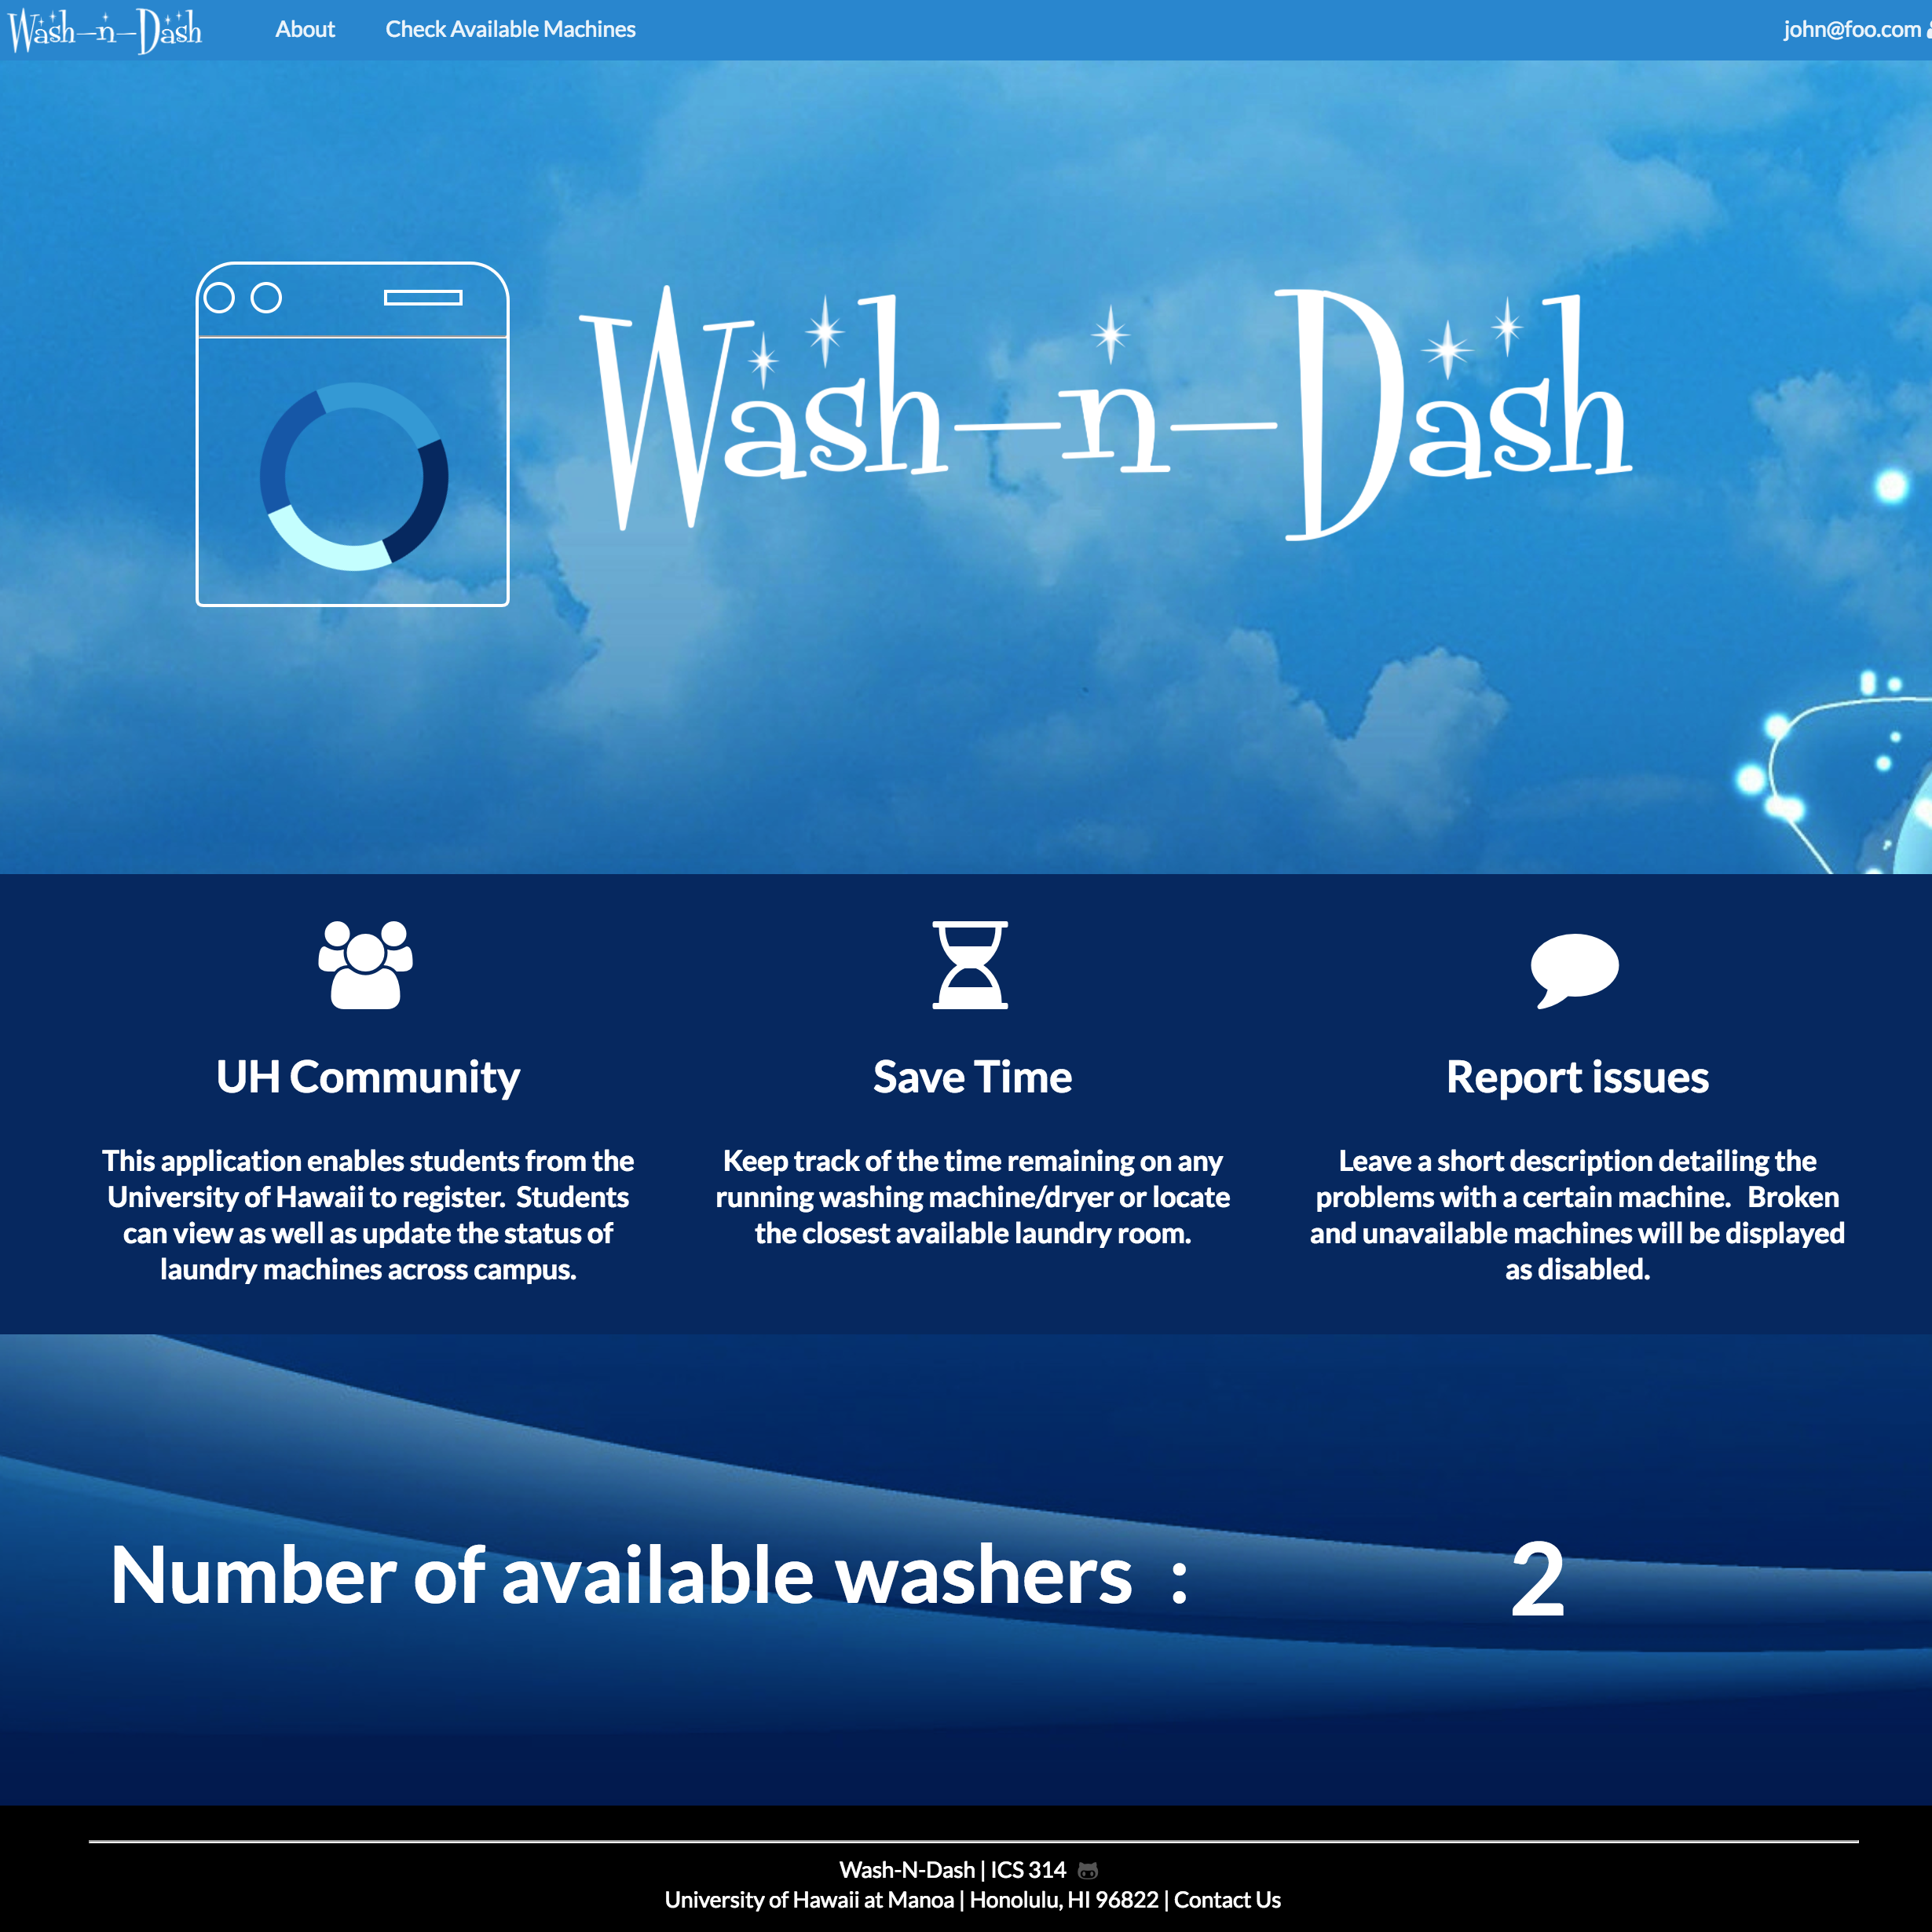 Wash-n-Dash About Check Available Machines john@foo.com
Wash-n-Dash
UH Community
This application enables students from the
University of Hawaii to register. Students
can view as well as update the status of
laundry machines across campus.
Save Time
Keep track of the time remaining on any
running washing machine/dryer or locate
the closest available laundry room.
Report issues
Leave a short description detailing the
problems with a certain machine. Broken
and unavailable machines will be displayed
as disabled.
Number of available washers : 2
Wash-N-Dash | ICS 314
University of Hawaii at Manoa | Honolulu, HI 96822 | Contact Us